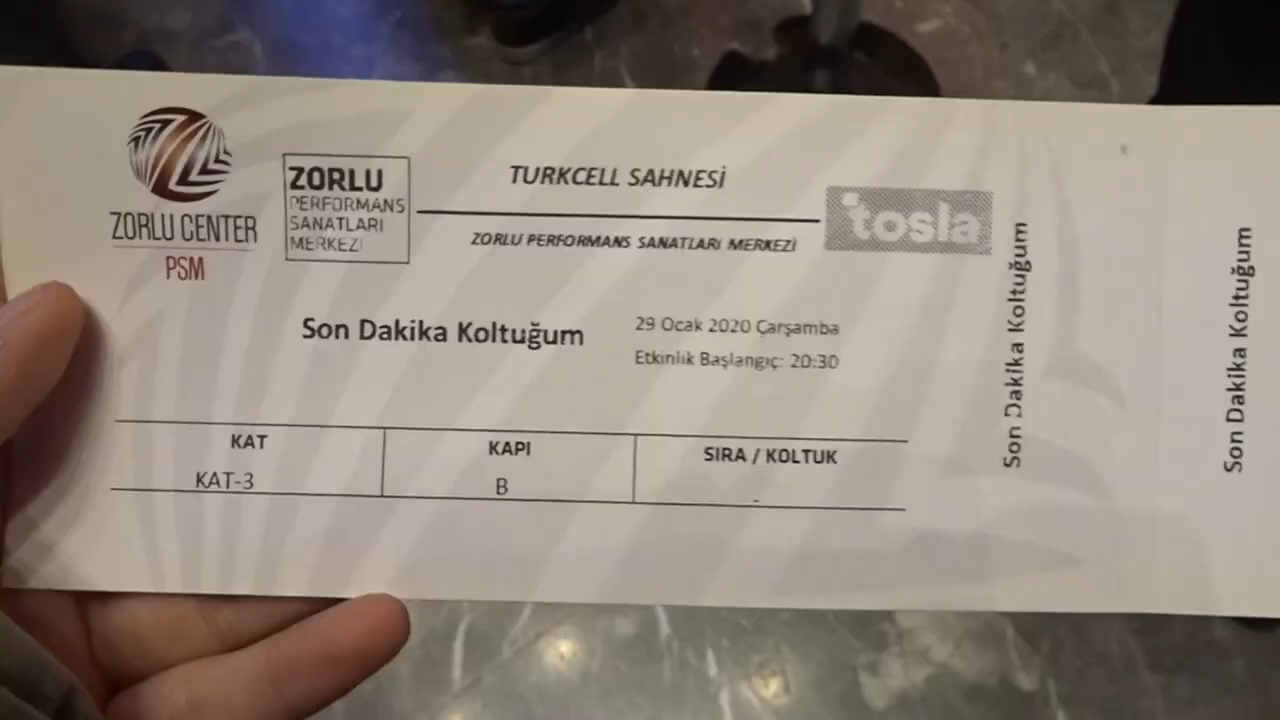 ZORLU CENTER
PSM
ZORLU
PERFORMANS
SANATLARI
MERKEZİ
TURKCELL SAHNESİ
ZORLU PERFORMANS SANATLARI MERKEZİ
tosla
Son Dakika Koltuğum
29 Ocak 2020 Çarşamba
Etkinlik Başlangıç: 20:30
KAT
KAPI
SIRA / KOLTUK
KAT-3
B
-
Son Dakika Koltuğum
Son Dakika Koltuğum